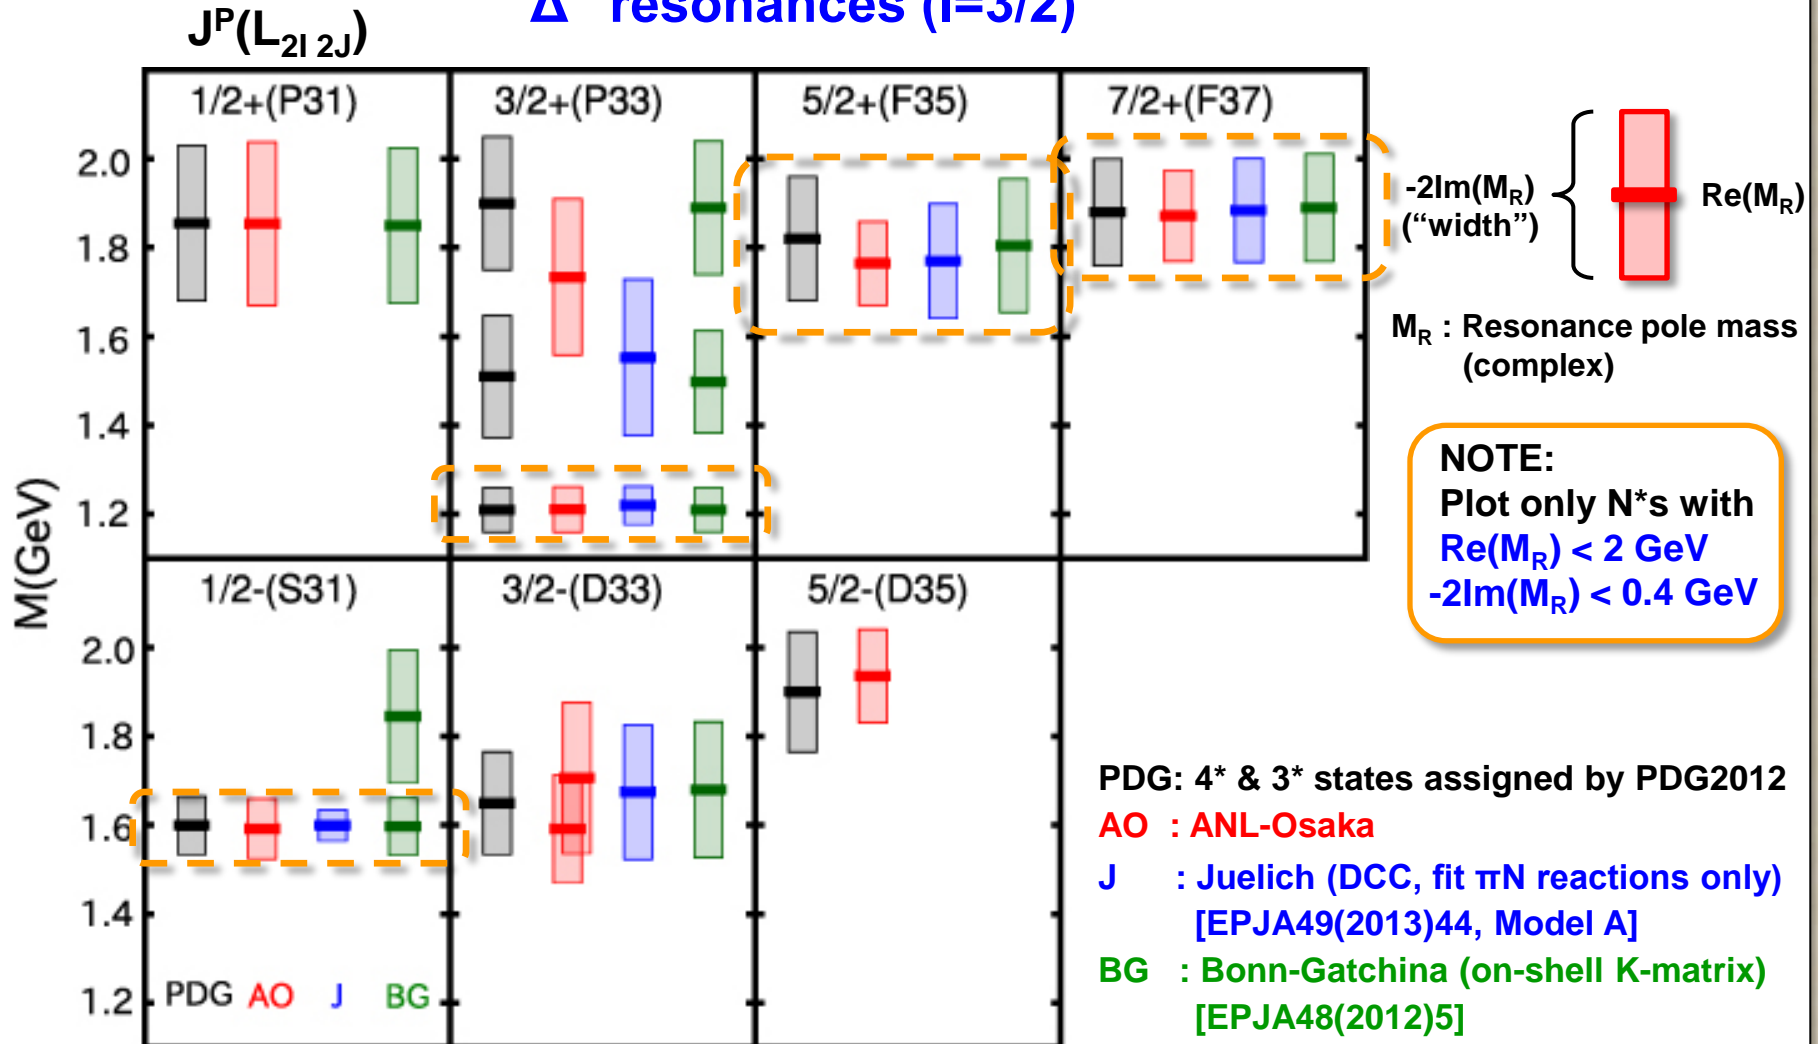 Δ* resonances (I=3/2)
J^P(L_2I 2J)
1/2+(P31) 3/2+(P33) 5/2+(F35) 7/2+(F37)
2.0
1.8
1.6
1.4
1.2
M(GeV)
1/2-(S31) 3/2-(D33) 5/2-(D35)
2.0
1.8
1.6
1.4
1.2
PDG AO J BG
-2Im(M_R)
("width")
Re(M_R)
M_R : Resonance pole mass
(complex)
NOTE:
Plot only N*s with
Re(M_R) < 2 GeV
-2Im(M_R) < 0.4 GeV
PDG: 4* & 3* states assigned by PDG2012
AO : ANL-Osaka
J : Juelich (DCC, fit πN reactions only)
[EPJA49(2013)44, Model A]
BG : Bonn-Gatchina (on-shell K-matrix)
[EPJA48(2012)5]